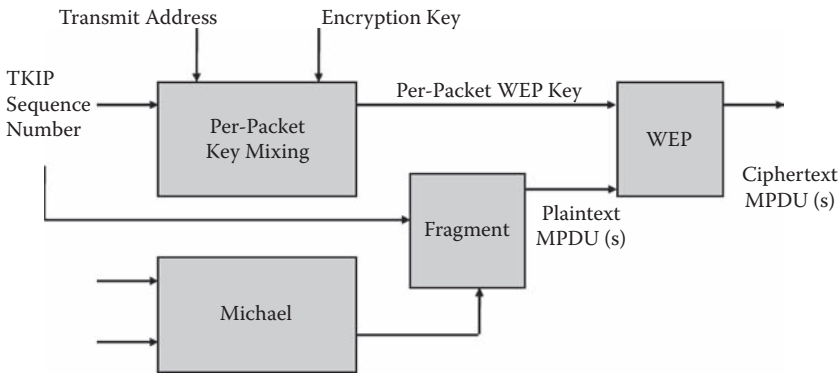 Transmit Address
Encryption Key
TKIP
Sequence
Number
Per-Packet
Key Mixing
Per-Packet WEP Key
WEP
Ciphertext
MPDU (s)
Fragment
Plaintext
MPDU (s)
Michael